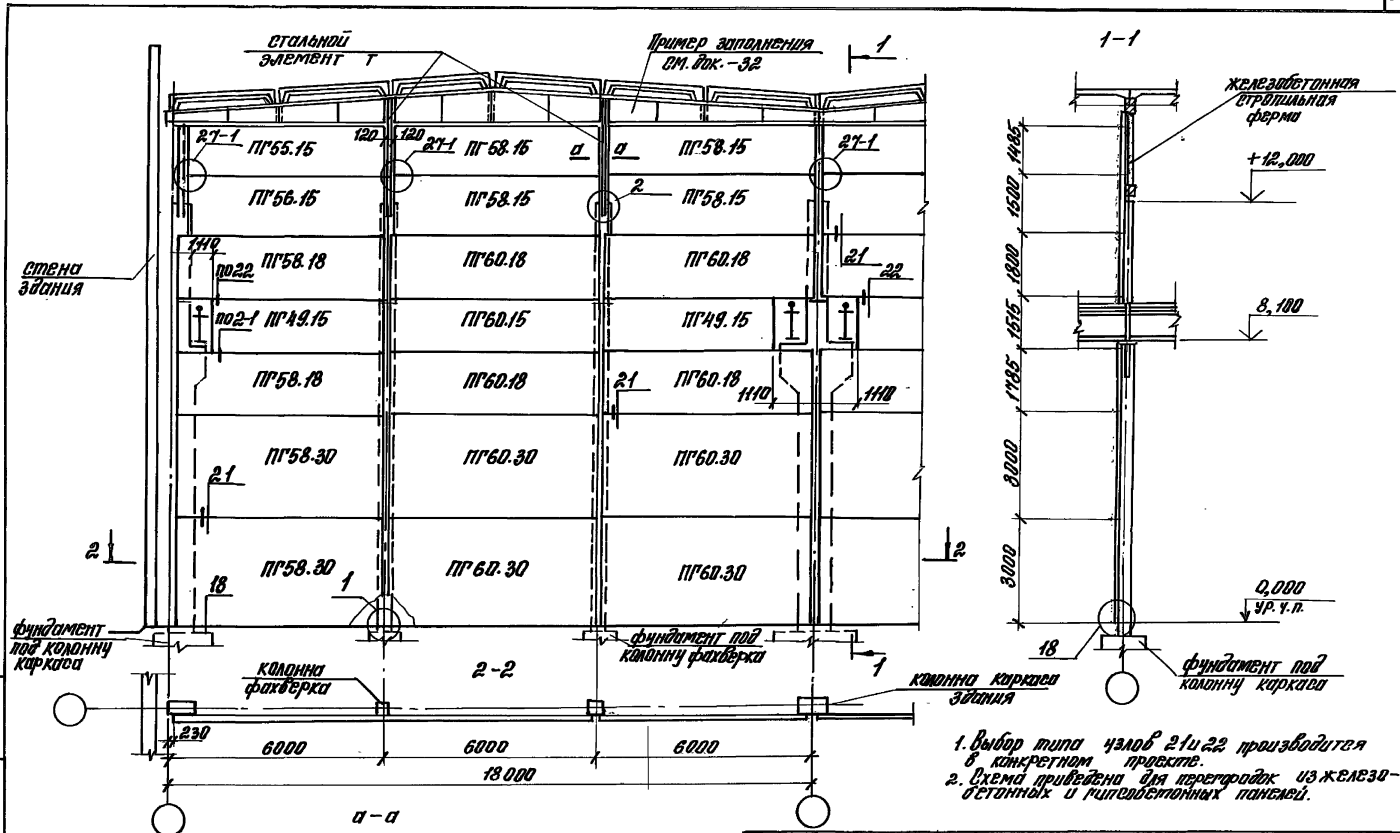 стальной
элемент Т
Пример заполнения
см. док. -32
1
1-1
железобетонная
стропильная
ферма
27-1
ПГ55.15
120
120
27-1
ПГ58.15
а
а
ПГ58.15
27-1
1485
+12,000
ПГ56.15
ПГ58.15
2
ПГ58.15
1500
стена
здания
1110
по22
ПГ58.18
ПГ60.18
ПГ60.18
21
22
1800
по2-1
ПГ49.15
ПГ60.15
ПГ49.15
1515
8,100
ПГ58.18
ПГ60.18
21
ПГ60.18
1110
1110
1785
ПГ58.30
ПГ60.30
ПГ60.30
3000
21
2
ПГ58.30
ПГ60.30
ПГ60.30
2
3000
18
1
0,000
ур. ч.п.
фундамент
под колонну
каркаса
фундамент под
колонну фахверка
1
18
фундамент под
колонну каркаса
2-2
колонна
фахверка
колонна каркаса
здания
230
6000
6000
6000
18000
1. Выбор типа узлов 21 и 22 производится
в конкретном проекте.
2. Схема приведена для перегородок из железо-
бетонных и гипсобетонных панелей.
а-а